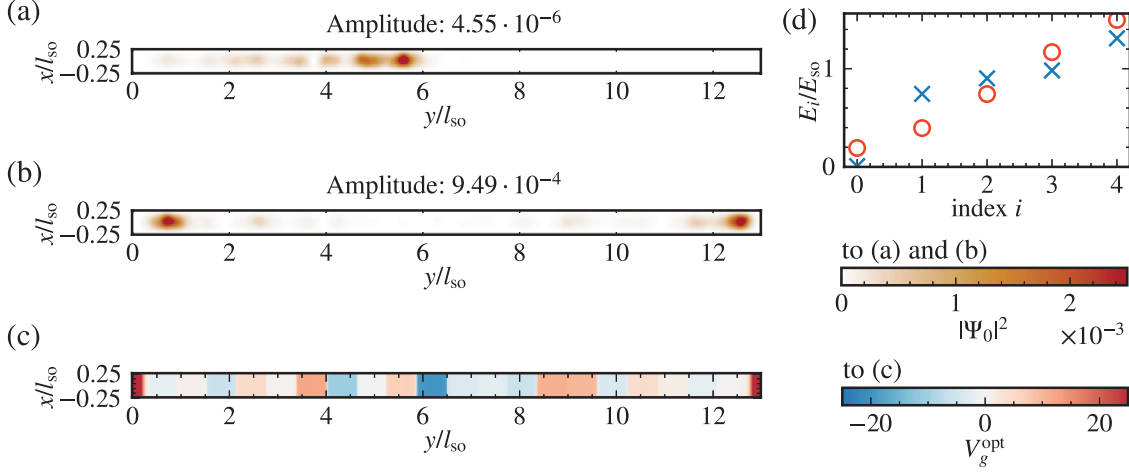 (a)
Amplitude: 4.55 · 10⁻⁶
x/l_so
0.25
−0.25
0 2 4 6 8 10 12
y/l_so
(b)
Amplitude: 9.49 · 10⁻⁴
x/l_so
0.25
−0.25
0 2 4 6 8 10 12
y/l_so
(c)
x/l_so
0.25
−0.25
0 2 4 6 8 10 12
y/l_so
(d)
E_i/E_so
1
0
0 1 2 3 4
index i
to (a) and (b)
0 1 2
|Ψ₀|²
×10⁻³
to (c)
−20 0 20
V_g^opt